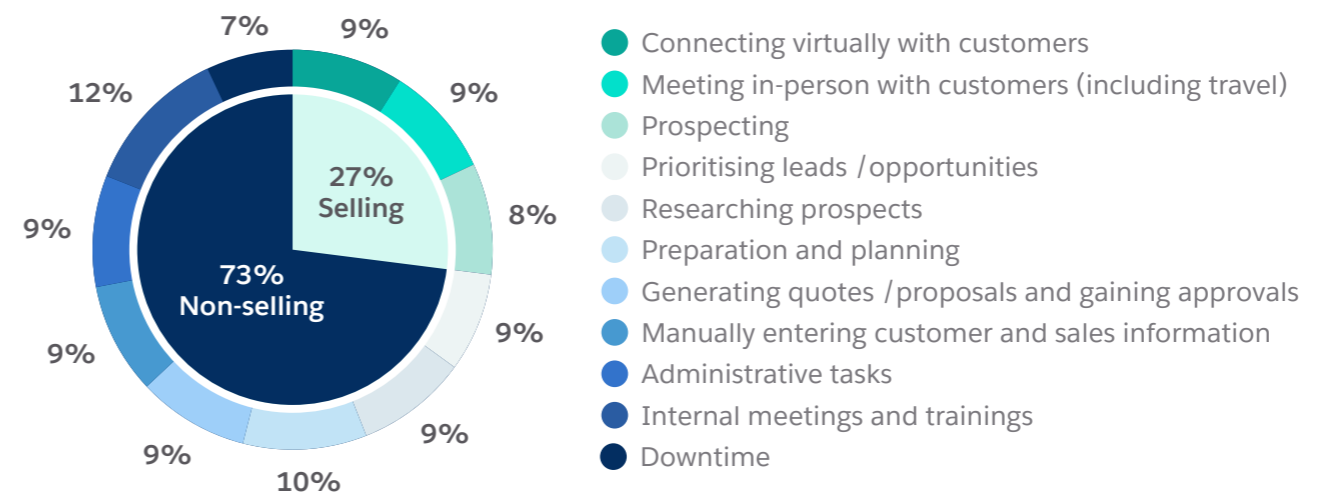 7%
9%
12%
9%
27%
Selling
9%
8%
73%
Non-selling
9%
9%
9%
9%
10%
9%
Connecting virtually with customers
Meeting in-person with customers (including travel)
Prospecting
Prioritising leads /opportunities
Researching prospects
Preparation and planning
Generating quotes /proposals and gaining approvals
Manually entering customer and sales information
Administrative tasks
Internal meetings and trainings
Downtime